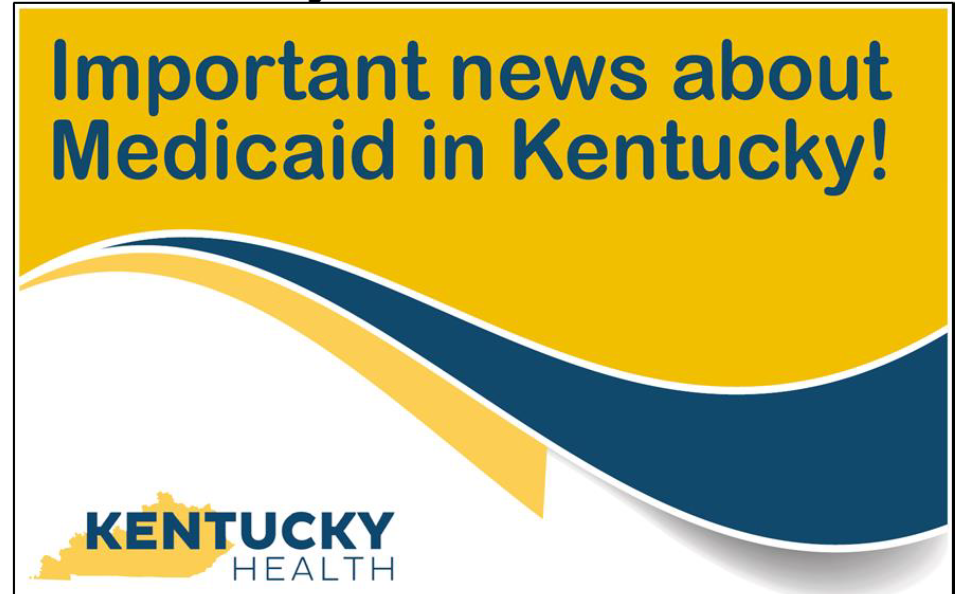 Important news about
Medicaid in Kentucky!
KENTUCKY
HEALTH